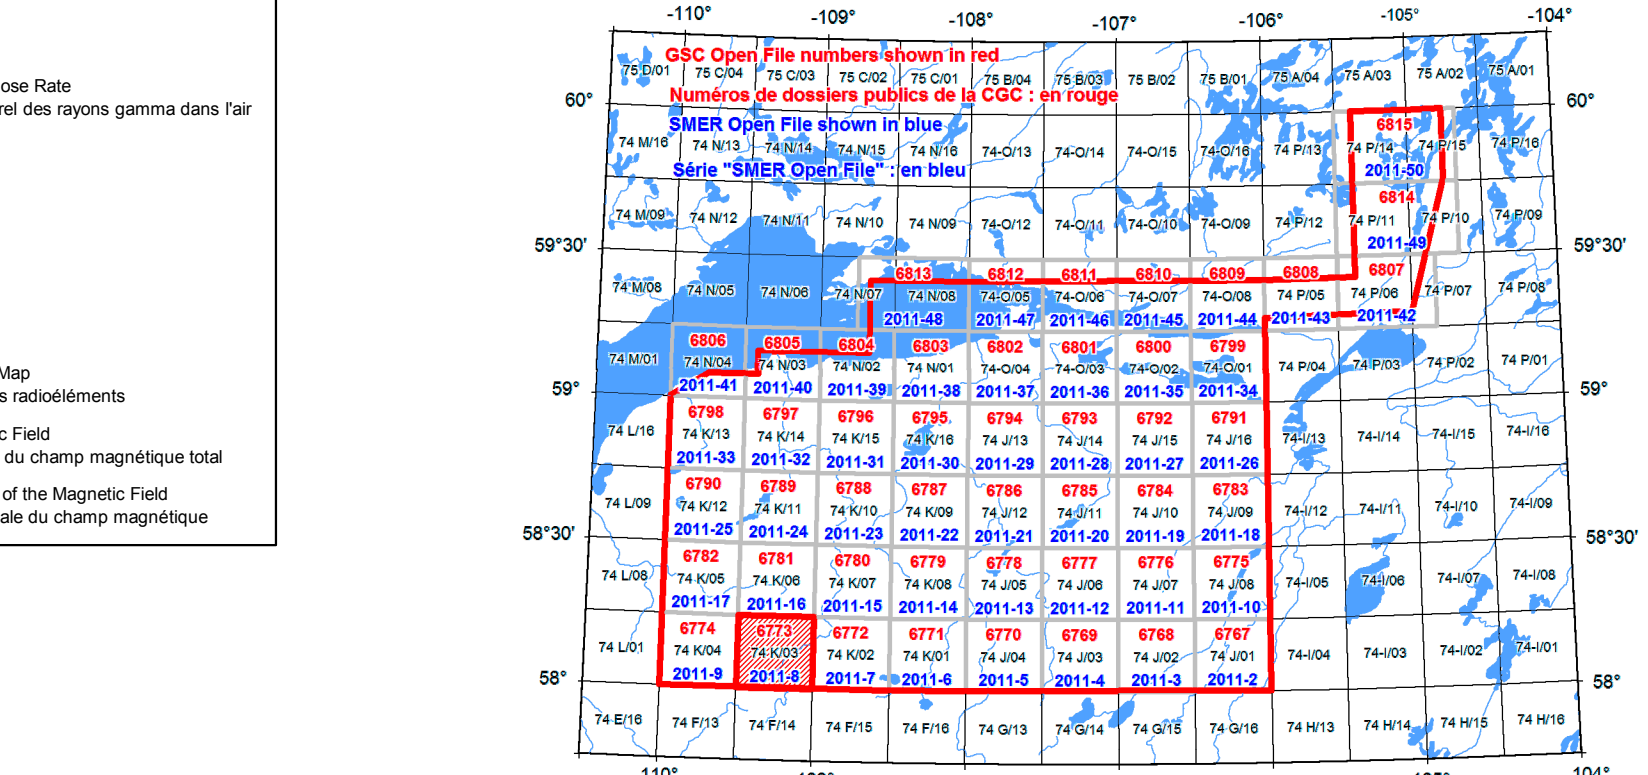 ose Rate
rel des rayons gamma dans l'air
Map
s radioéléments
c Field
du champ magnétique total
of the Magnetic Field
ale du champ magnétique
-110° -109° -108° -107° -106° -105° -104°
GSC Open File numbers shown in red
75 D/01 75 C/04 75 C/03 75 C/02 75 C/01 75 B/04 75 B/03 75 B/02 75 B/01 75 A/04 75 A/03 75 A/02 75 A/01
Numéros de dossiers publics de la CGC : en rouge
60° 60°
SMER Open File shown in blue 6815
74 M/16 74 N/13 74 N/14 74 N/15 74 N/16 74-O/13 74-O/14 74-O/15 74-O/16 74 P/13 74 P/14 74 P/15 74 P/16
Série "SMER Open File" : en bleu 2011-50
6814
74 M/09 74 N/12 74 N/11 74 N/10 74 N/09 74-O/12 74-O/11 74-O/10 74-O/09 74 P/12 74 P/11 74 P/10 74 P/09
59°30' 2011-49 59°30'
6813 6812 6811 6810 6809 6808 6807
74 M/08 74 N/05 74 N/06 74 N/07 74 N/08 74-O/05 74-O/06 74-O/07 74-O/08 74 P/05 74 P/06 74 P/07 74 P/08
2011-48 2011-47 2011-46 2011-45 2011-44 2011-43 2011-42
6806 6805 6804 6803 6802 6801 6800 6799
74 M/01 74 N/04 74 N/03 74 N/02 74 N/01 74-O/04 74-O/03 74-O/02 74-O/01 74 P/04 74 P/03 74 P/02 74 P/01
59° 2011-41 2011-40 2011-39 2011-38 2011-37 2011-36 2011-35 2011-34 59°
6798 6797 6796 6795 6794 6793 6792 6791
74 L/16 74 K/13 74 K/14 74 K/15 74 K/16 74 J/13 74 J/14 74 J/15 74 J/16 74-I/13 74-I/14 74-I/15 74-I/16
2011-33 2011-32 2011-31 2011-30 2011-29 2011-28 2011-27 2011-26
6790 6789 6788 6787 6786 6785 6784 6783
74 L/09 74 K/12 74 K/11 74 K/10 74 K/09 74 J/12 74 J/11 74 J/10 74 J/09 74-I/12 74-I/11 74-I/10 74-I/09
58°30' 2011-25 2011-24 2011-23 2011-22 2011-21 2011-20 2011-19 2011-18 58°30'
6782 6781 6780 6779 6778 6777 6776 6775
74 L/08 74 K/05 74 K/06 74 K/07 74 K/08 74 J/05 74 J/06 74 J/07 74 J/08 74-I/05 74-I/06 74-I/07 74-I/08
2011-17 2011-16 2011-15 2011-14 2011-13 2011-12 2011-11 2011-10
6774 6773 6772 6771 6770 6769 6768 6767
74 L/01 74 K/04 74 K/03 74 K/02 74 K/01 74 J/04 74 J/03 74 J/02 74 J/01 74-I/04 74-I/03 74-I/02 74-I/01
58° 2011-9 2011-8 2011-7 2011-6 2011-5 2011-4 2011-3 2011-2 58°
74 E/16 74 F/13 74 F/14 74 F/15 74 F/16 74 G/13 74 G/14 74 G/15 74 G/16 74 H/13 74 H/14 74 H/15 74 H/16